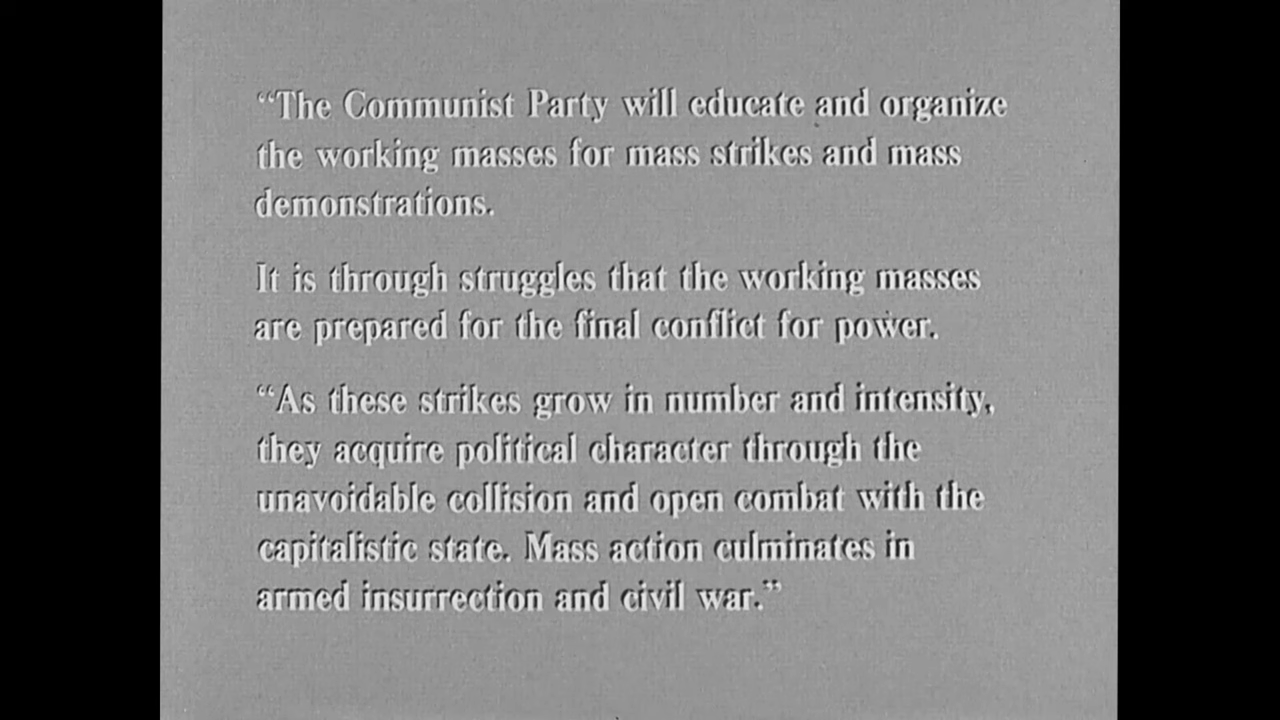 “The Communist Party will educate and organize
the working masses for mass strikes and mass
demonstrations.
It is through struggles that the working masses
are prepared for the final conflict for power.
“As these strikes grow in number and intensity,
they acquire political character through the
unavoidable collision and open combat with the
capitalistic state. Mass action culminates in
armed insurrection and civil war.”